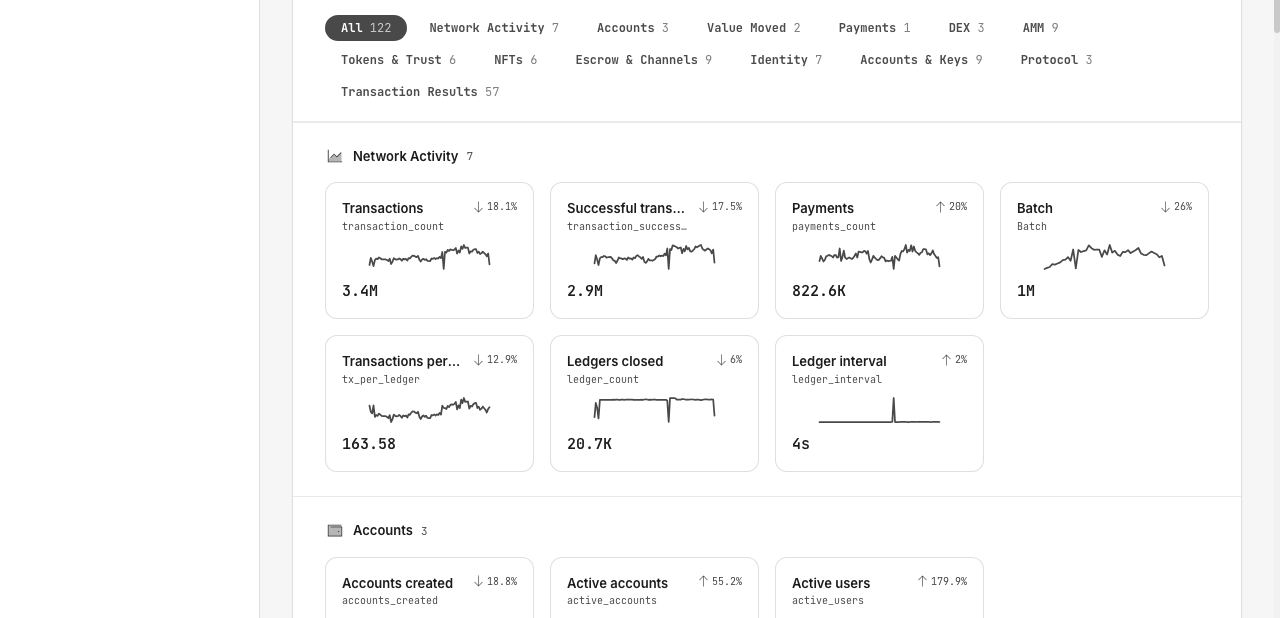 All 122 Network Activity 7 Accounts 3 Value Moved 2 Payments 1 DEX 3 AMM 9
Tokens & Trust 6 NFTs 6 Escrow & Channels 9 Identity 7 Accounts & Keys 9 Protocol 3
Transaction Results 57
Network Activity 7
Transactions ↓ 18.1%
transaction_count
3.4M
Successful trans… ↓ 17.5%
transaction_success…
2.9M
Payments ↑ 20%
payments_count
822.6K
Batch ↓ 26%
Batch
1M
Transactions per… ↓ 12.9%
tx_per_ledger
163.58
Ledgers closed ↓ 6%
ledger_count
20.7K
Ledger interval ↑ 2%
ledger_interval
4s
Accounts 3
Accounts created ↓ 18.8%
accounts_created
Active accounts ↑ 55.2%
active_accounts
Active users ↑ 179.9%
active_users